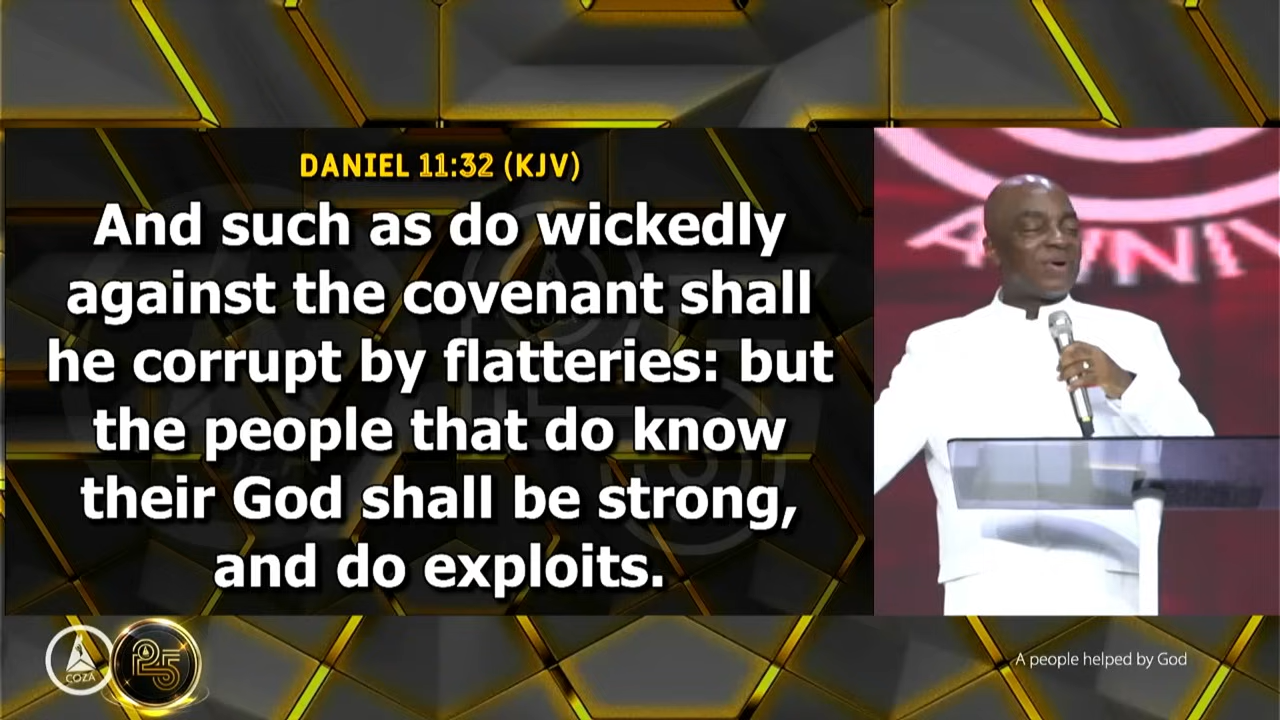 DANIEL 11:32 (KJV)
And such as do wickedly
against the covenant shall
he corrupt by flatteries: but
the people that do know
their God shall be strong,
and do exploits.
COZA
25
A people helped by God